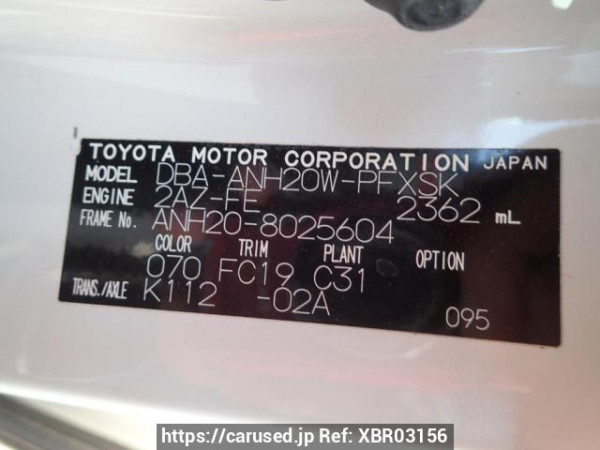 TOYOTA MOTOR CORPORATION JAPAN
MODEL DBA-ANH20W-PFXSK
ENGINE 2AZ-FE 2362 mL
FRAME No. ANH20-8025604
COLOR TRIM PLANT OPTION
070 FC19 C31
TRANS./AXLE K112 -02A
095
https://carused.jp Ref: XBR03156